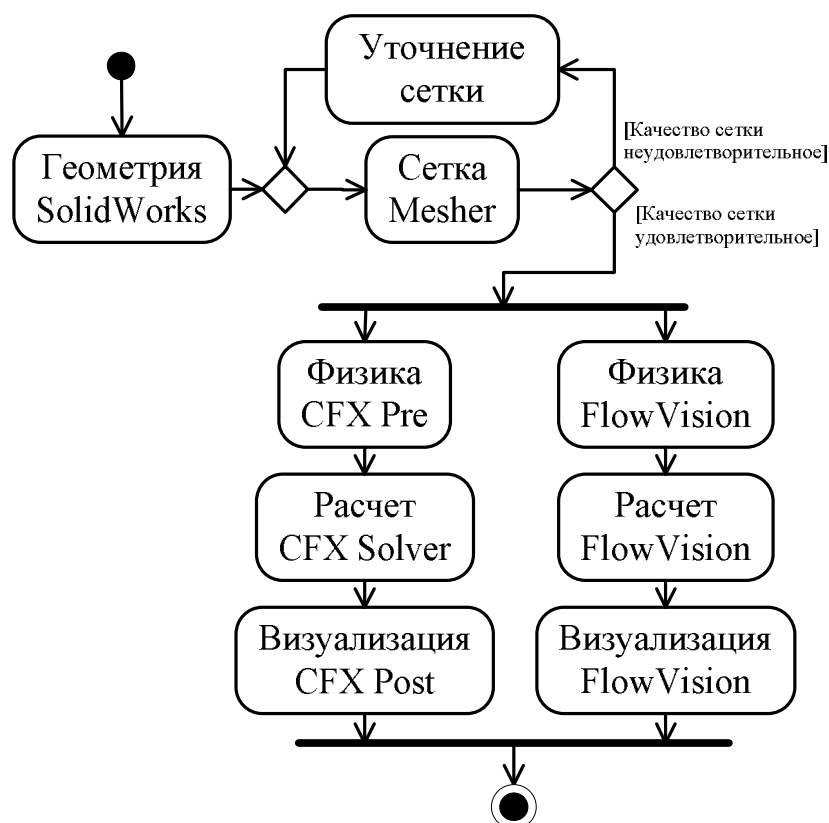 Уточнение
сетки
Геометрия
SolidWorks
Сетка
Mesher
[Качество сетки
неудовлетворительное]
[Качество сетки
удовлетворительное]
Физика
CFX Pre
Физика
FlowVision
Расчет
CFX Solver
Расчет
FlowVision
Визуализация
CFX Post
Визуализация
FlowVision